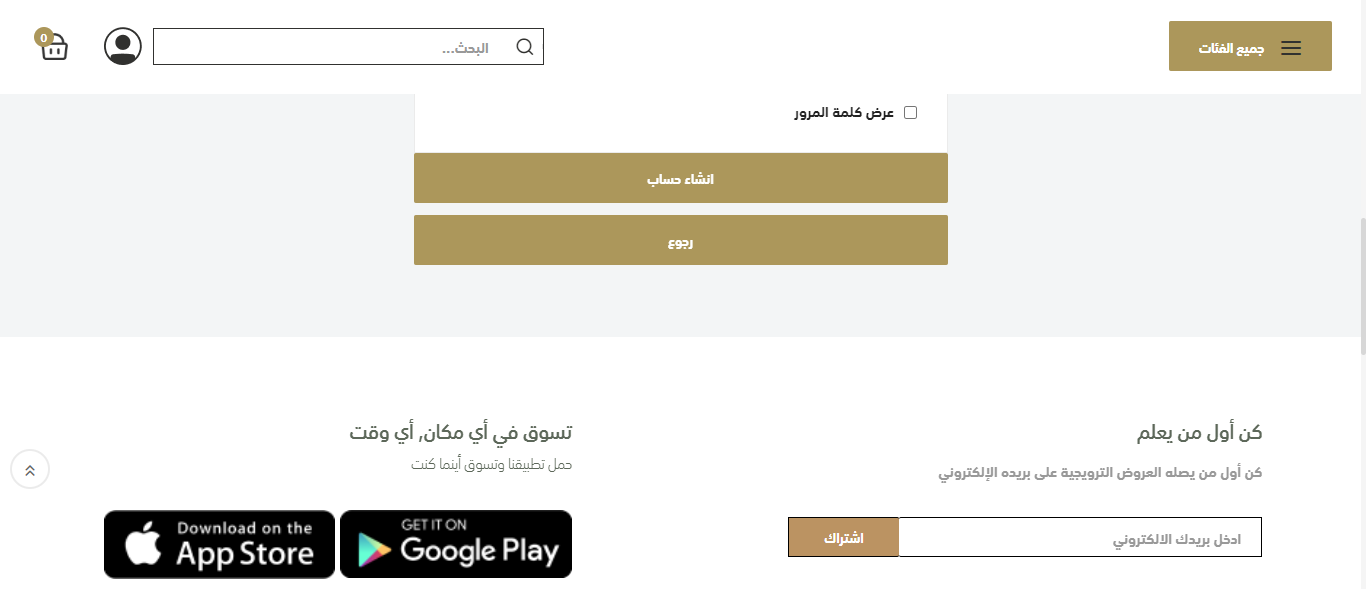 جميع الفئات
البحث...
0
عرض كلمة المرور
انشاء حساب
رجوع
كن أول من يعلم
كن أول من يصله العروض الترويجية على بريده الإلكتروني
ادخل بريدك الالكتروني
اشتراك
تسوق في أي مكان, أي وقت
حمل تطبيقنا وتسوق أينما كنت
GET IT ON
Google Play
Download on the
App Store